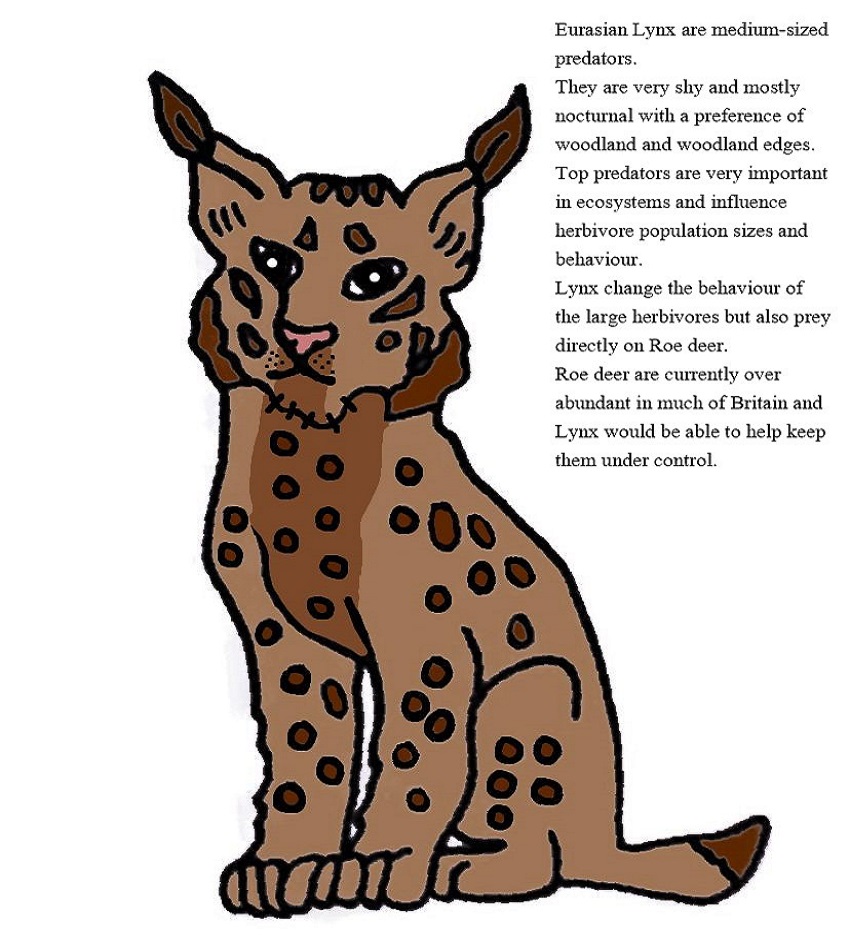 Eurasian Lynx are medium-sized
predators.
They are very shy and mostly
nocturnal with a preference of
woodland and woodland edges.
Top predators are very important
in ecosystems and influence
herbivore population sizes and
behaviour.
Lynx change the behaviour of
the large herbivores but also prey
directly on Roe deer.
Roe deer are currently over
abundant in much of Britain and
Lynx would be able to help keep
them under control.